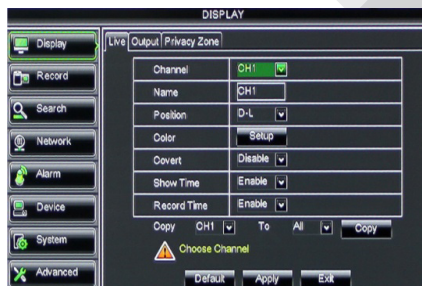 DISPLAY
Display
Record
Search
Network
Alarm
Device
System
Advanced
Live Output Privacy Zone
Channel CH1
Name CH1
Position D-L
Color Setup
Covert Disable
Show Time Enable
Record Time Enable
Copy CH1 To All Copy
Choose Channel
Default Apply Exit